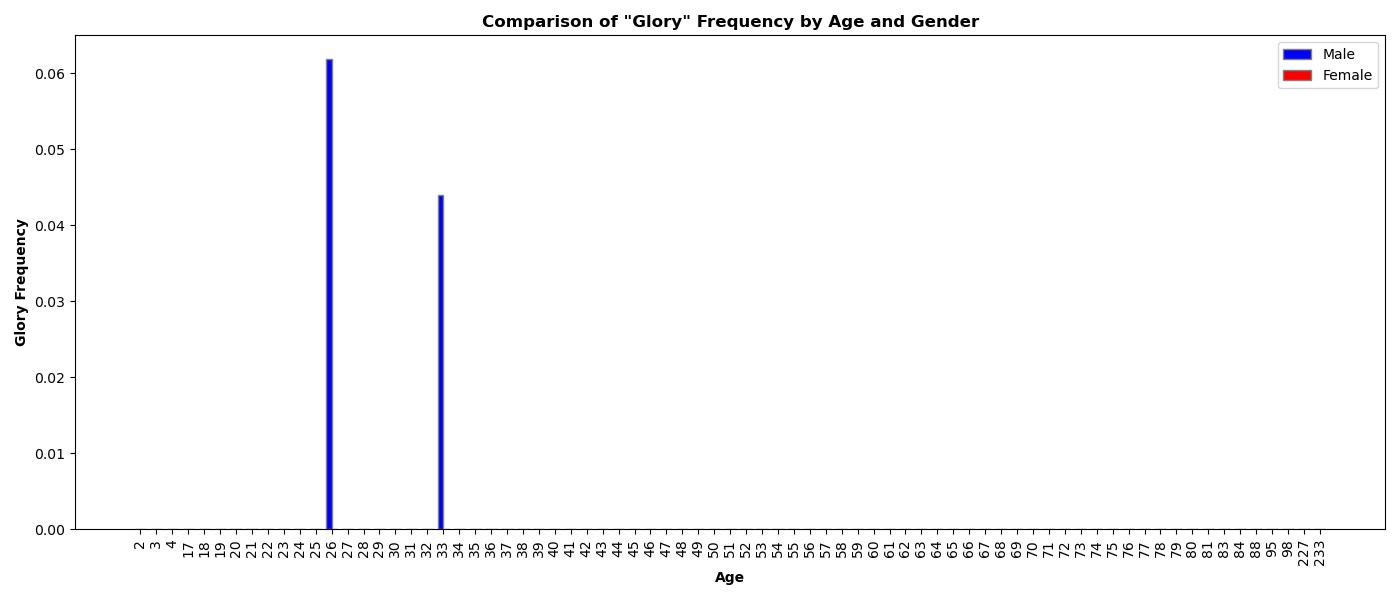 Comparison of "Glory" Frequency by Age and Gender
Male
Female
0.06
0.05
0.04
0.03
0.02
0.01
0.00
Glory Frequency
2 3 4 17 18 19 20 21 22 23 24 25 26 27 28 29 30 31 32 33 34 35 36 37 38 39 40 41 42 43 44 45 46 47 48 49 50 51 52 53 54 55 56 57 58 59 60 61 62 63 64 65 66 67 68 69 70 71 72 73 74 75 76 77 78 79 80 81 83 84 88 95 98 227 233
Age